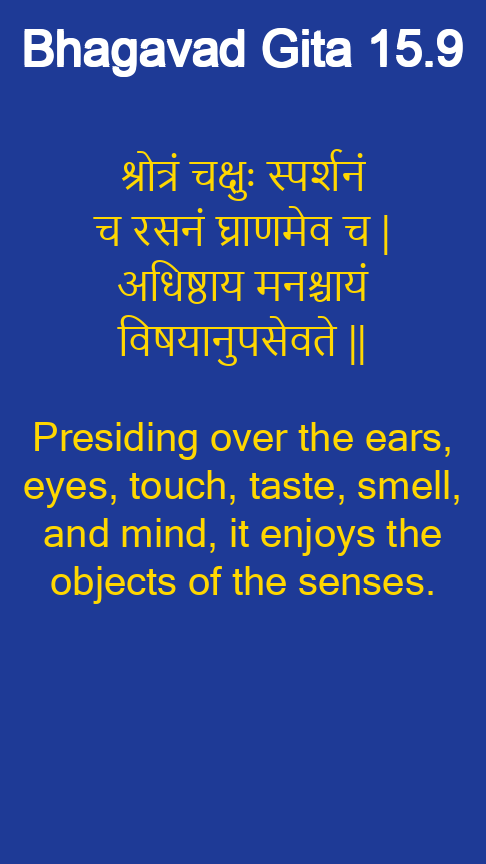 Bhagavad Gita 15.9
श्रोत्रं चक्षुः स्पर्शनं
च रसनं घ्राणमेव च |
अधिष्ठाय मनश्चायं
विषयानुपसेवते ||
Presiding over the ears,
eyes, touch, taste, smell,
and mind, it enjoys the
objects of the senses.